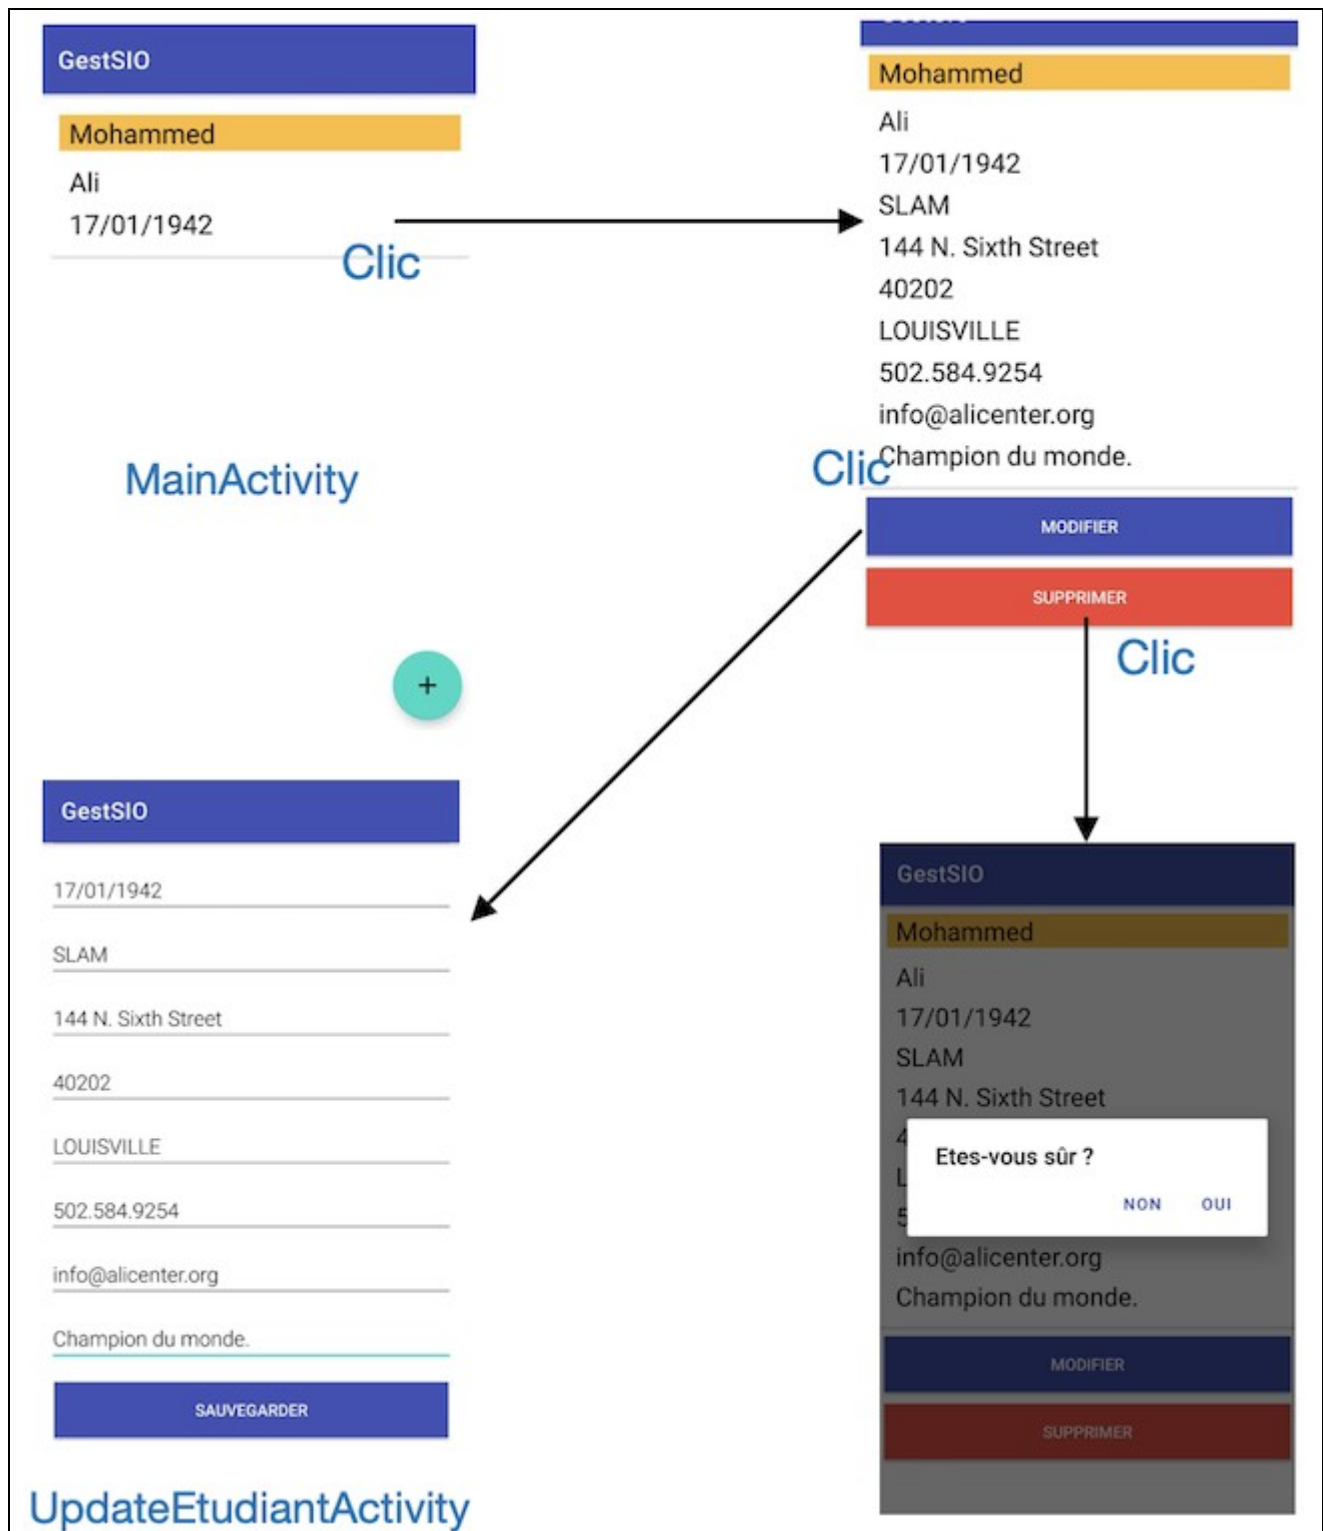 GestSIO
Mohammed
Ali
17/01/1942
Clic
MainActivity
+
Mohammed
Ali
17/01/1942
SLAM
144 N. Sixth Street
40202
LOUISVILLE
502.584.9254
info@alicenter.org
Champion du monde.
Clic
MODIFIER
SUPPRIMER
Clic
GestSIO
17/01/1942
SLAM
144 N. Sixth Street
40202
LOUISVILLE
502.584.9254
info@alicenter.org
Champion du monde.
SAUVEGARDER
UpdateEtudiantActivity
GestSIO
Mohammed
Ali
17/01/1942
SLAM
144 N. Sixth Street
4
L
5
Etes-vous sûr ?
NON OUI
info@alicenter.org
Champion du monde.
MODIFIER
SUPPRIMER